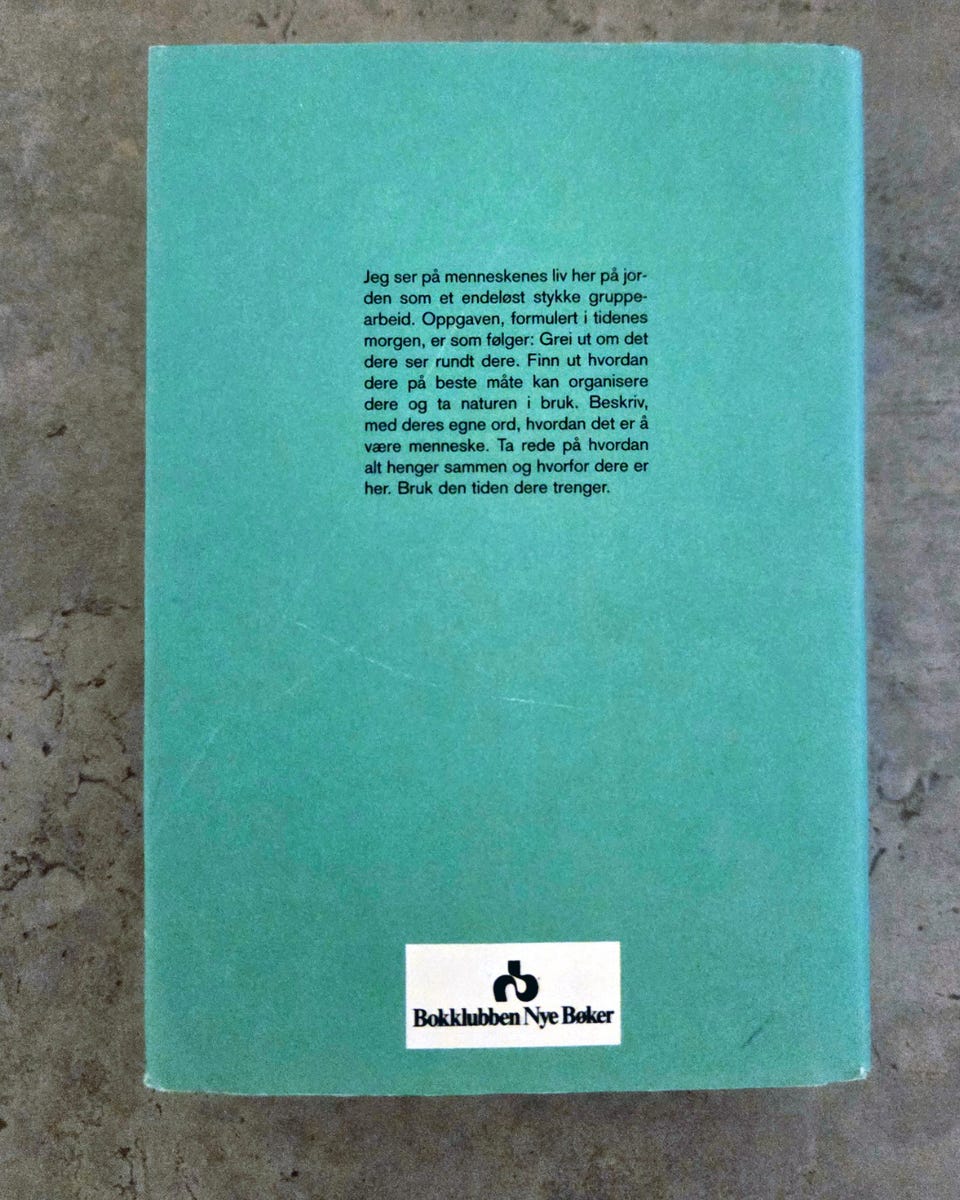 Jeg ser på menneskenes liv her på jor-
den som et endeløst stykke gruppe-
arbeid. Oppgaven, formulert i tidenes
morgen, er som følger: Grei ut om det
dere ser rundt dere. Finn ut hvordan
dere på beste måte kan organisere
dere og ta naturen i bruk. Beskriv,
med deres egne ord, hvordan det er å
være menneske. Ta rede på hvordan
alt henger sammen og hvorfor dere er
her. Bruk den tiden dere trenger.
Bokklubben Nye Bøker